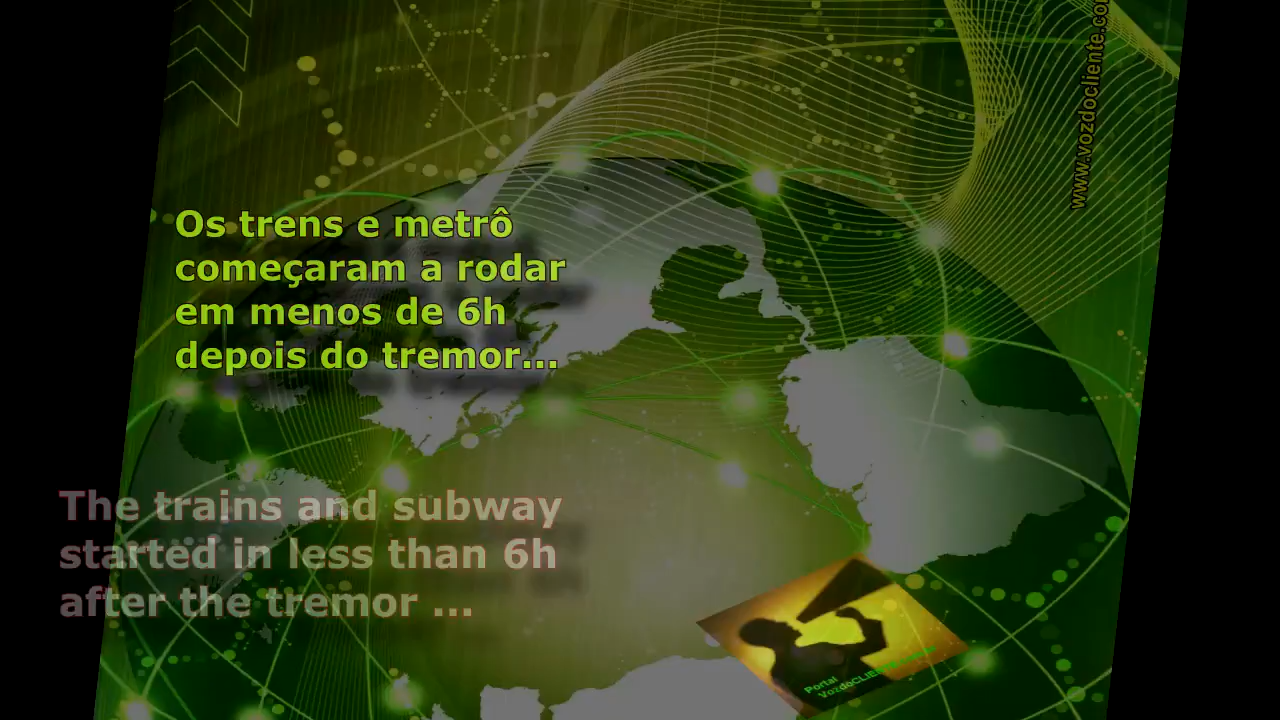 www.vozdocliente.com
Os trens e metrô
começaram a rodar
em menos de 6h
depois do tremor...
The trains and subway
started in less than 6h
after the tremor ...
Portal